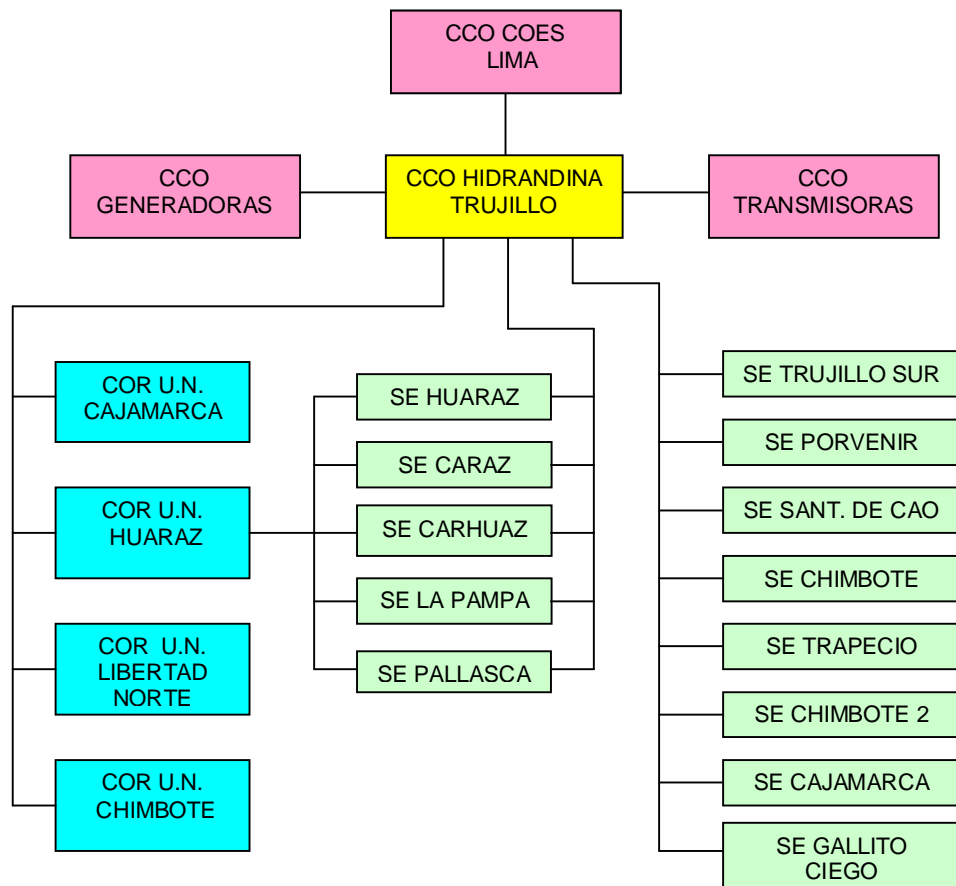 CCO COES
LIMA
CCO
GENERADORAS
CCO HIDRANDINA
TRUJILLO
CCO
TRANSMISORAS
COR U.N.
CAJAMARCA
COR U.N.
HUARAZ
COR U.N.
LIBERTAD
NORTE
COR U.N.
CHIMBOTE
SE HUARAZ
SE CARAZ
SE CARHUAZ
SE LA PAMPA
SE PALLASCA
SE TRUJILLO SUR
SE PORVENIR
SE SANT. DE CAO
SE CHIMBOTE
SE TRAPECIO
SE CHIMBOTE 2
SE CAJAMARCA
SE GALLITO
CIEGO